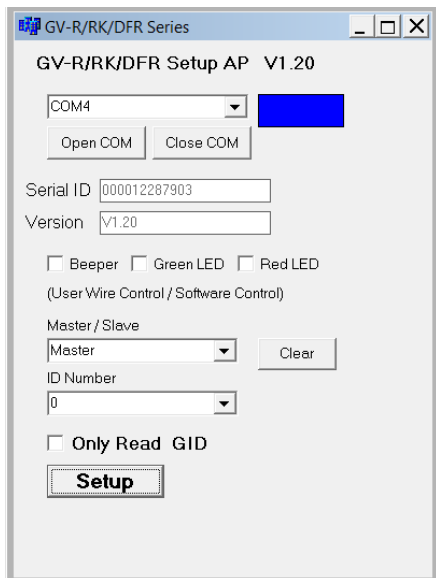 GV-R/RK/DFR Series
GV-R/RK/DFR Setup AP V1.20
COM4
Open COM Close COM
Serial ID 000012287903
Version V1.20
Beeper Green LED Red LED
(User Wire Control / Software Control)
Master / Slave
Master Clear
ID Number
0
Only Read GID
Setup